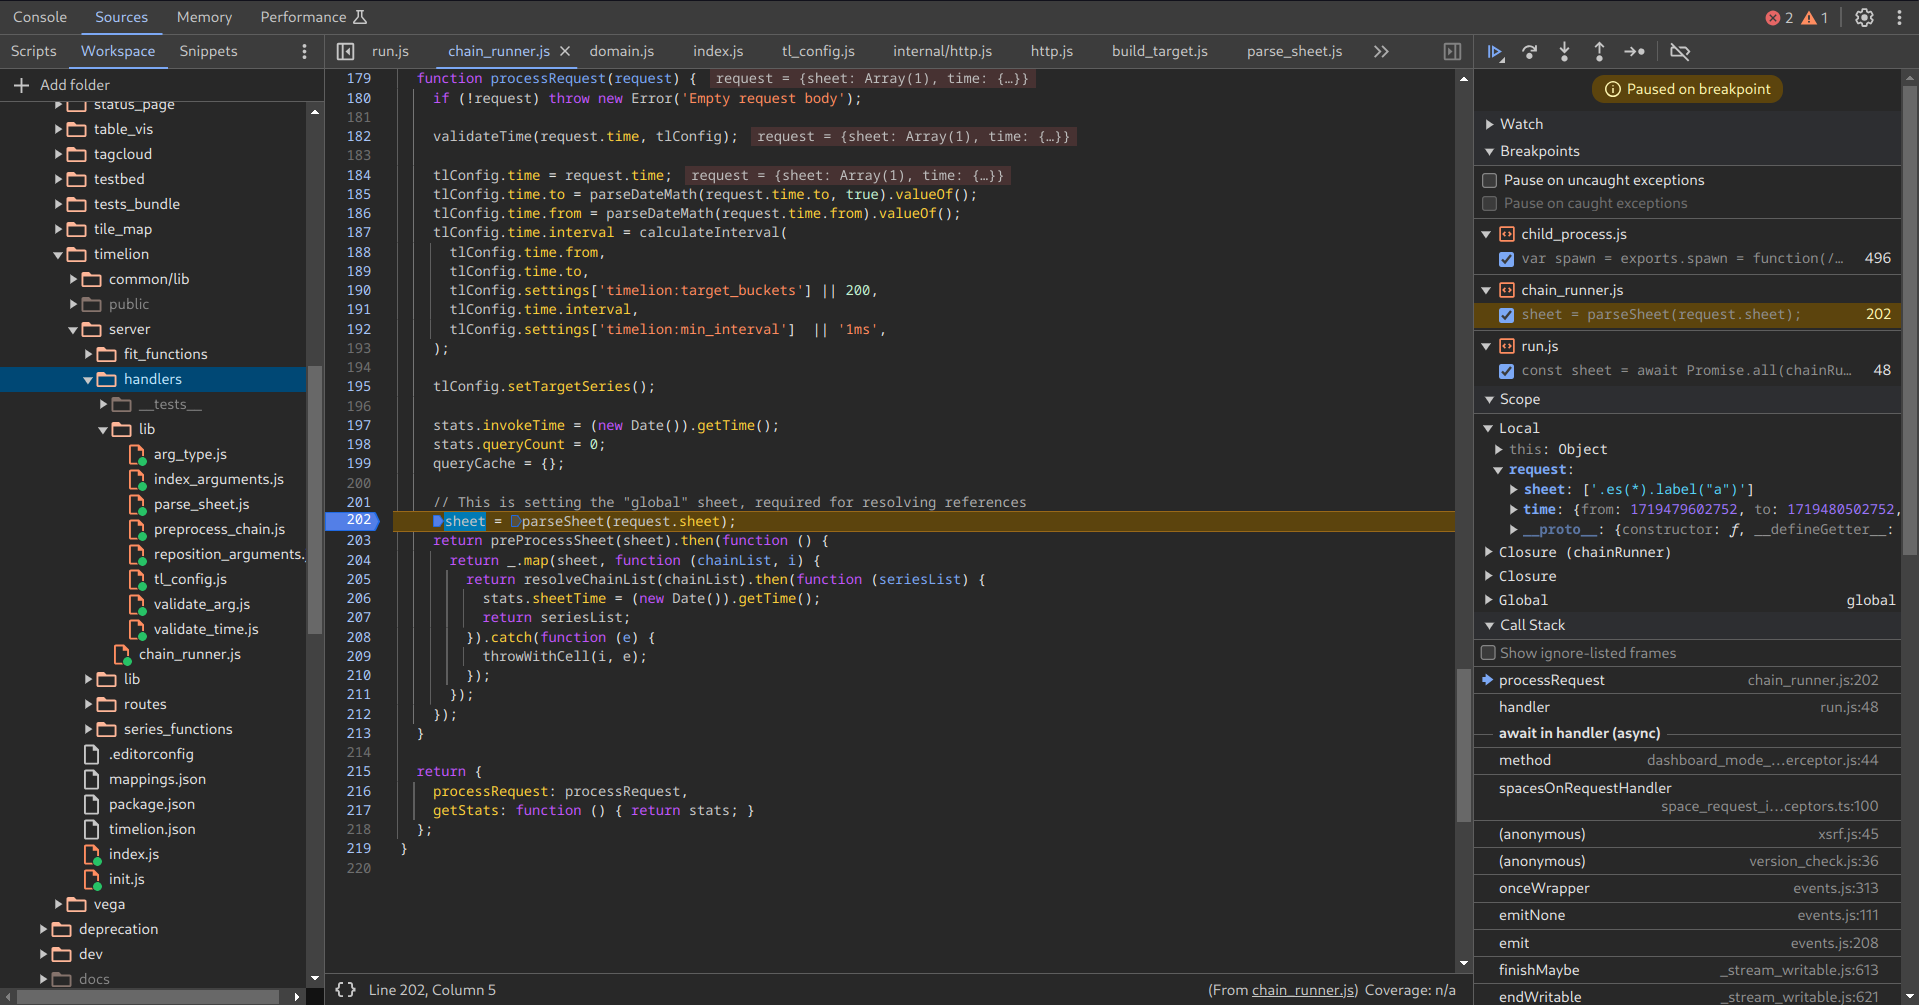 Console Sources Memory Performance 2 1
Scripts Workspace Snippets
Add folder
status_page
table_vis
tagcloud
testbed
tests_bundle
tile_map
timelion
common/lib
public
server
fit_functions
handlers
__tests__
lib
arg_type.js
index_arguments.js
parse_sheet.js
preprocess_chain.js
reposition_arguments.
tl_config.js
validate_arg.js
validate_time.js
chain_runner.js
lib
routes
series_functions
.editorconfig
mappings.json
package.json
timelion.json
index.js
init.js
vega
deprecation
dev
docs
run.js chain_runner.js domain.js index.js tl_config.js internal/http.js http.js build_target.js parse_sheet.js
179 function processRequest(request) { request = {sheet: Array(1), time: {…}}
180 if (!request) throw new Error('Empty request body');
181
182 validateTime(request.time, tlConfig); request = {sheet: Array(1), time: {…}}
183
184 tlConfig.time = request.time; request = {sheet: Array(1), time: {…}}
185 tlConfig.time.to = parseDateMath(request.time.to, true).valueOf();
186 tlConfig.time.from = parseDateMath(request.time.from).valueOf();
187 tlConfig.time.interval = calculateInterval(
188 tlConfig.time.from,
189 tlConfig.time.to,
190 tlConfig.settings['timelion:target_buckets'] || 200,
191 tlConfig.time.interval,
192 tlConfig.settings['timelion:min_interval'] || '1ms',
193 );
194
195 tlConfig.setTargetSeries();
196
197 stats.invokeTime = (new Date()).getTime();
198 stats.queryCount = 0;
199 queryCache = {};
200
201 // This is setting the "global" sheet, required for resolving references
202 sheet = parseSheet(request.sheet);
203 return preProcessSheet(sheet).then(function () {
204 return _.map(sheet, function (chainList, i) {
205 return resolveChainList(chainList).then(function (seriesList) {
206 stats.sheetTime = (new Date()).getTime();
207 return seriesList;
208 }).catch(function (e) {
209 throwWithCell(i, e);
210 });
211 });
212 });
213 }
214
215 return {
216 processRequest: processRequest,
217 getStats: function () { return stats; }
218 };
219 }
220
{} Line 202, Column 5 (From chain_runner.js) Coverage: n/a
Paused on breakpoint
Watch
Breakpoints
Pause on uncaught exceptions
Pause on caught exceptions
child_process.js
var spawn = exports.spawn = function(/… 496
chain_runner.js
sheet = parseSheet(request.sheet); 202
run.js
const sheet = await Promise.all(chainRu… 48
Scope
Local
this: Object
request:
sheet: ['.es(*).label("a")']
time: {from: 1719479602752, to: 1719480502752,
__proto__: {constructor: ƒ, __defineGetter__:
Closure (chainRunner)
Closure
Global global
Call Stack
Show ignore-listed frames
processRequest chain_runner.js:202
handler run.js:48
await in handler (async)
method dashboard_mode_…erceptor.js:44
spacesOnRequestHandler
space_request_i…ceptors.ts:100
(anonymous) xsrf.js:45
(anonymous) version_check.js:36
onceWrapper events.js:313
emitNone events.js:111
emit events.js:208
finishMaybe _stream_writable.js:613
endWritable _stream_writable.js:621